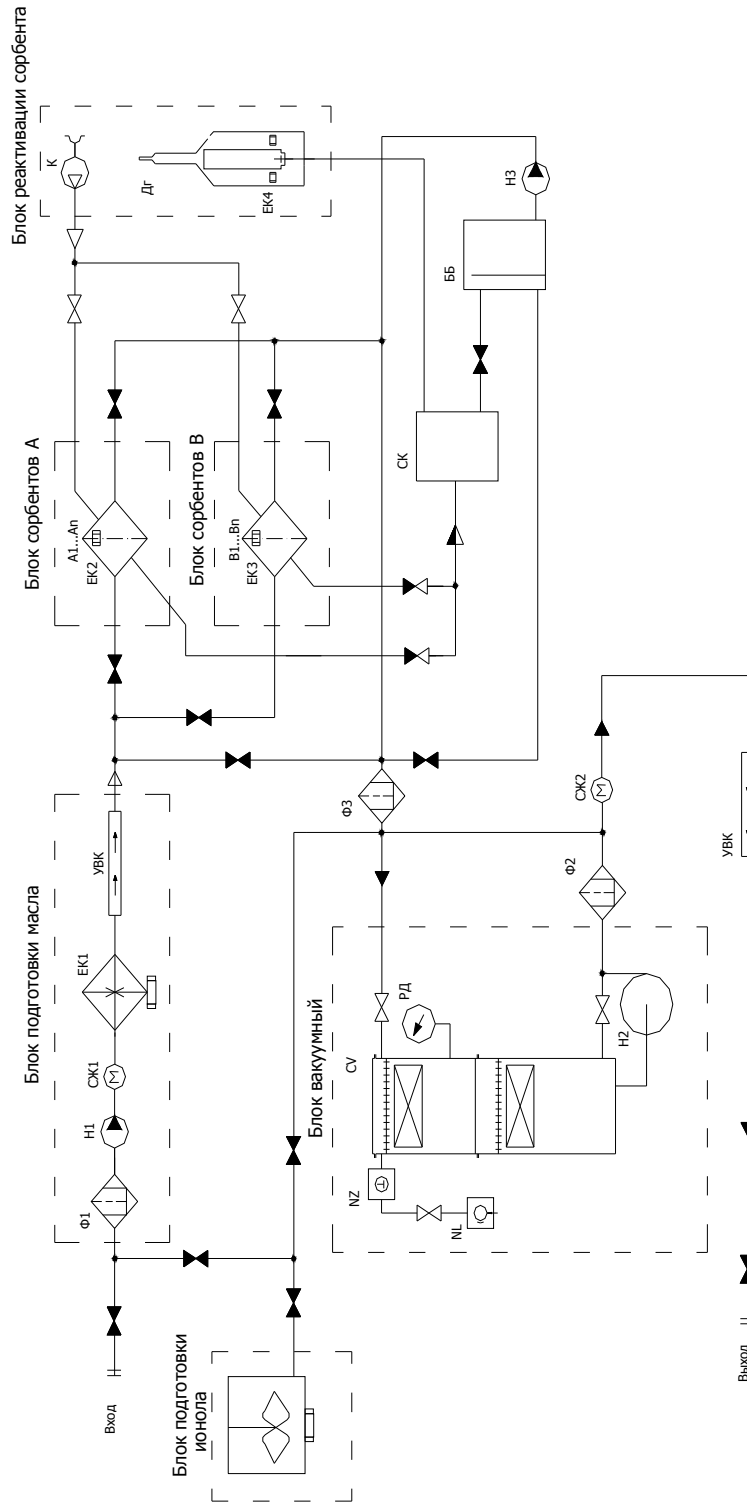 Блок реактивации сорбента
К
Дг
ЕК4
Н3
ББ
СК
Блок сорбентов А
А1...Аn
ЕК2
Блок сорбентов В
В1...Вn
ЕК3
Блок подготовки масла
УВК
ЕК1
СЖ1
М
Н1
Ф1
Вход
Блок подготовки
ионола
Блок вакуумный
CV
РД
NZ
T
NL
Н2
Ф2
Ф3
СЖ2
М
УВК
Выход